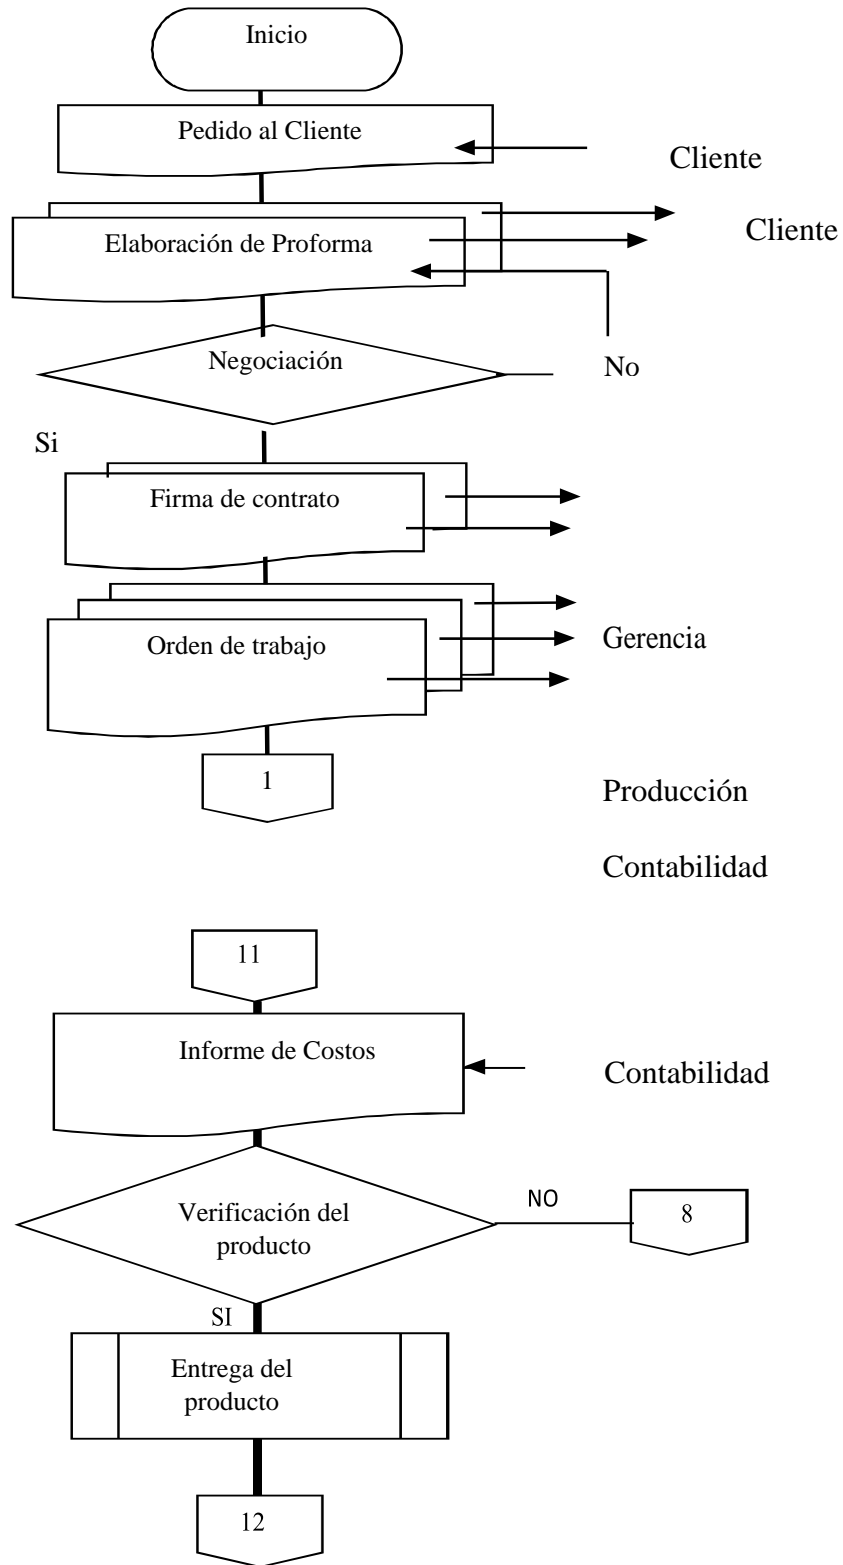 Inicio
Pedido al Cliente
Cliente
Elaboración de Proforma
Cliente
Negociación
No
Si
Firma de contrato
Orden de trabajo
Gerencia
1
Producción
Contabilidad
11
Informe de Costos
Contabilidad
Verificación del
producto
NO
8
SI
Entrega del
producto
12